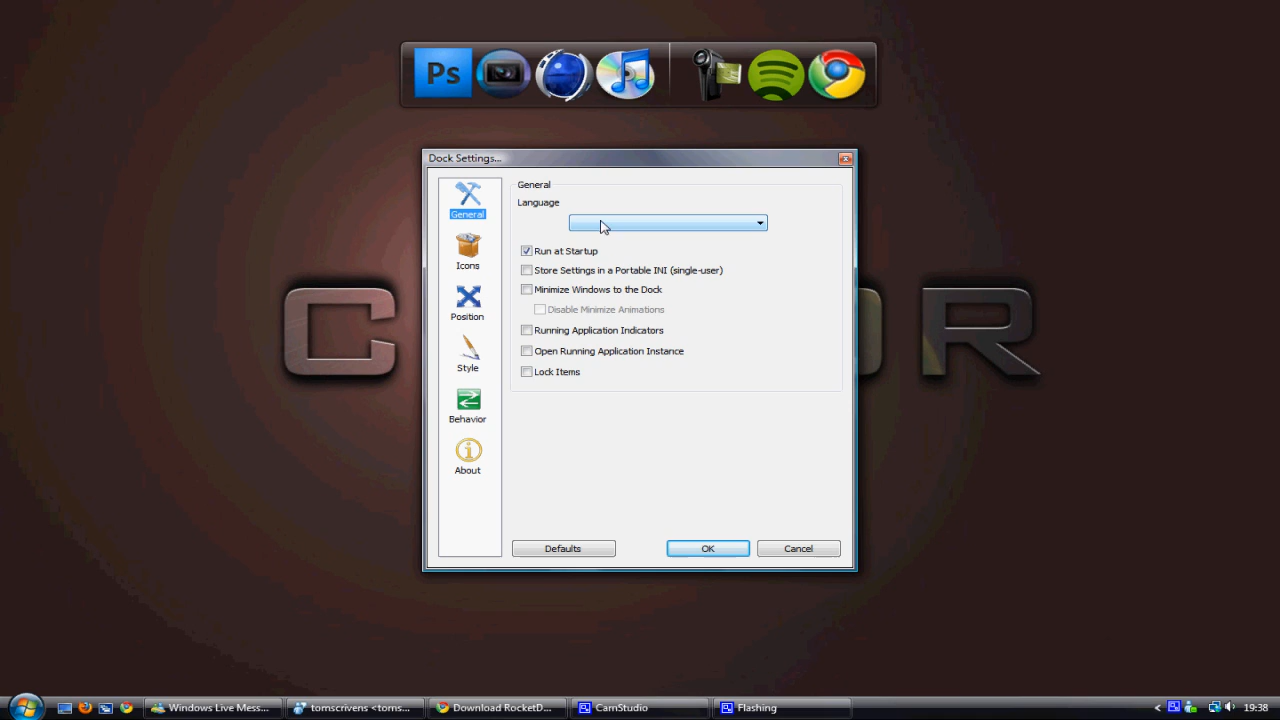 Ps
Dock Settings...
General
Icons
Position
Style
Behavior
About
General
Language
Run at Startup
Store Settings in a Portable INI (single-user)
Minimize Windows to the Dock
Disable Minimize Animations
Running Application Indicators
Open Running Application Instance
Lock Items
Defaults
OK
Cancel
C
R
Windows Live Mess...
tomscrivens <toms...
Download RocketD...
CamStudio
Flashing
19:38